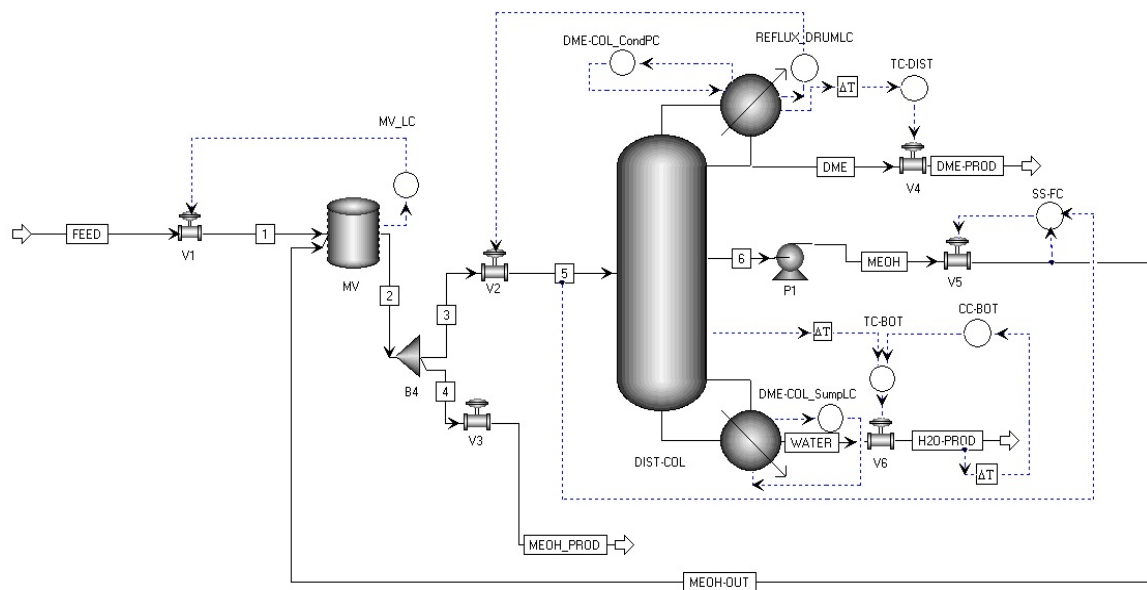 REFLUX_DRUMLC
DME-COL_CondPC
TC-DIST
ΔT
MV_LC
DME
DME-PROD
V4
SS-FC
FEED
1
V1
MV
2
3
V2
5
6
P1
MEOH
V5
B4
4
V3
ΔT
TC-BOT
CC-BOT
DME-COL_SumpLC
WATER
V6
H2O-PROD
ΔT
DIST-COL
MEOH_PROD
MEOH-OUT